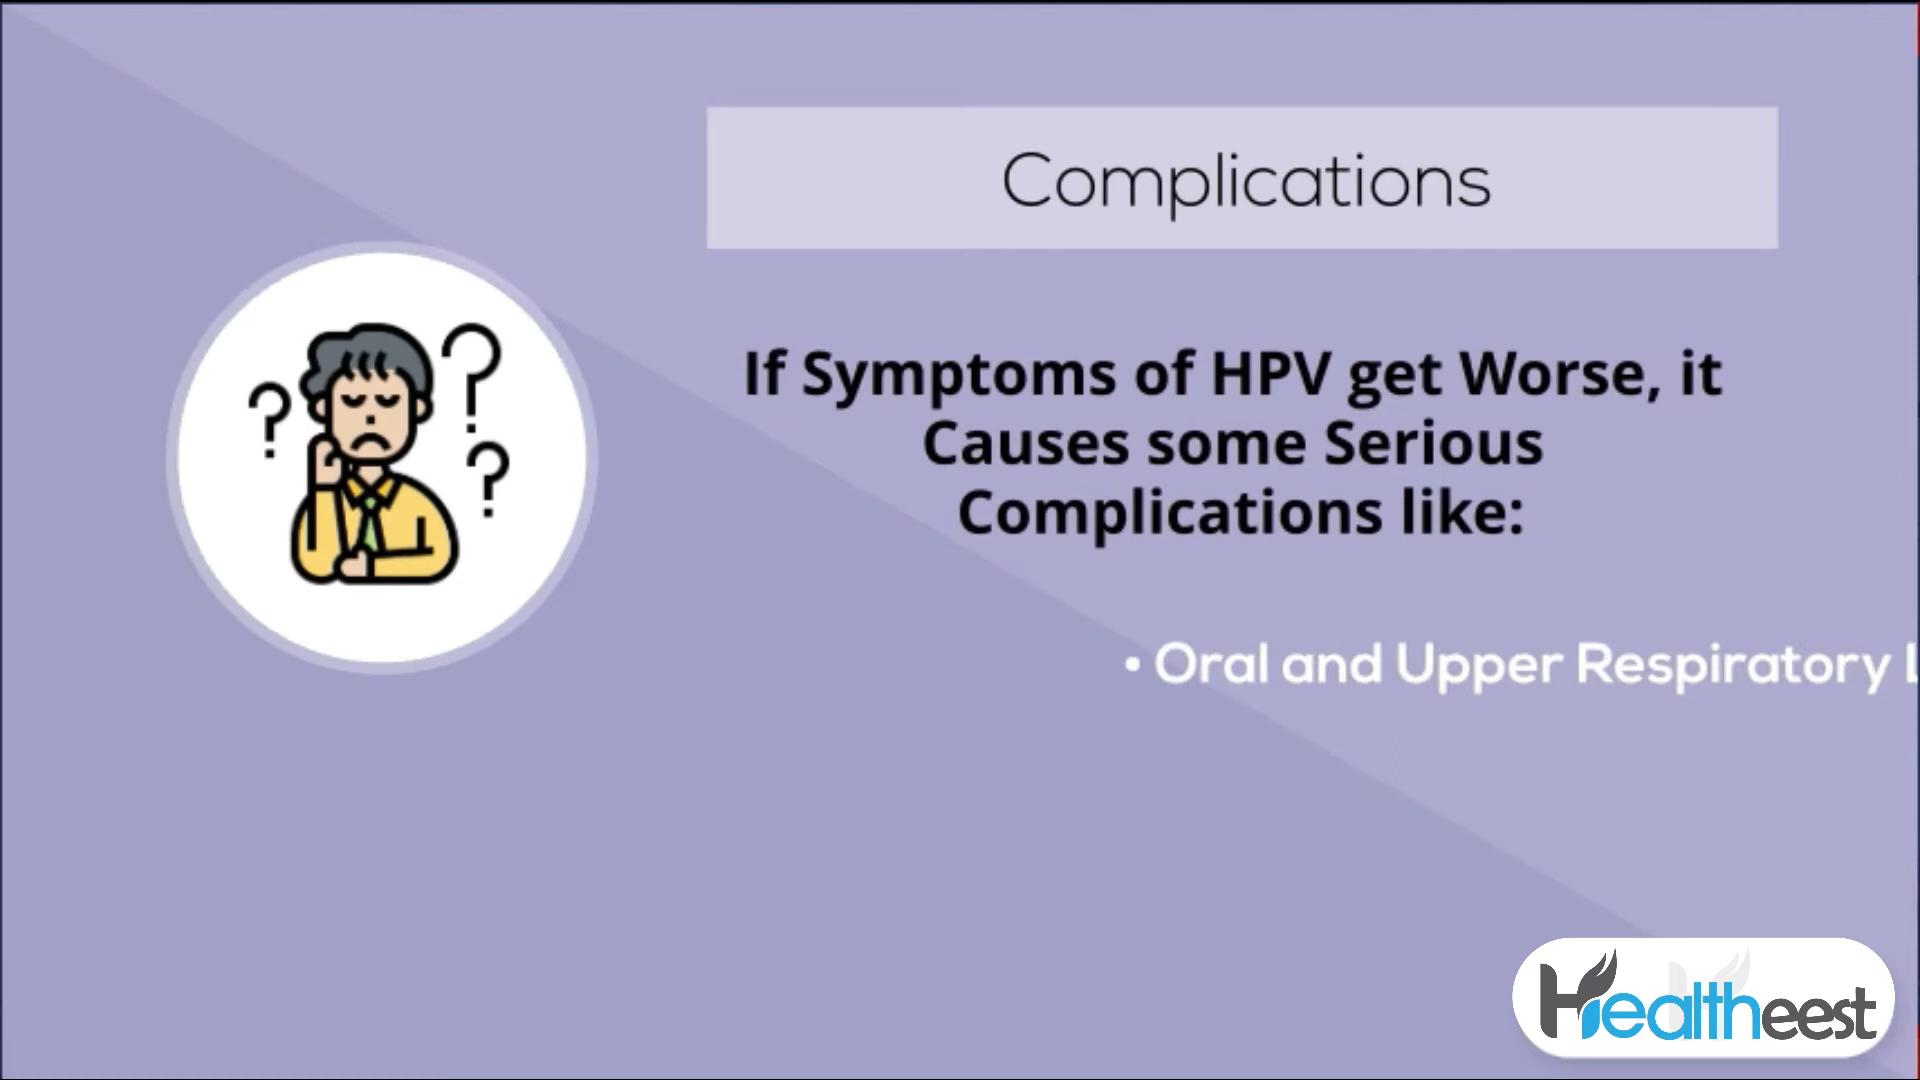 Complications
If Symptoms of HPV get Worse, it
Causes some Serious
Complications like:
• Oral and Upper Respiratory
Healtheest